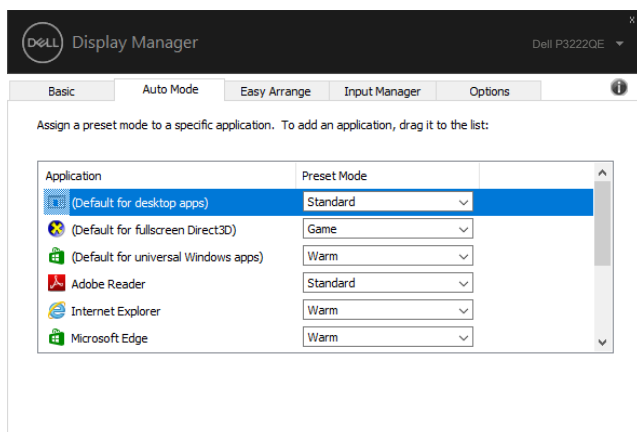 x
DELL Display Manager Dell P3222QE
Basic Auto Mode Easy Arrange Input Manager Options
Assign a preset mode to a specific application. To add an application, drag it to the list:
Application Preset Mode
(Default for desktop apps) Standard
(Default for fullscreen Direct3D) Game
(Default for universal Windows apps) Warm
Adobe Reader Standard
Internet Explorer Warm
Microsoft Edge Warm